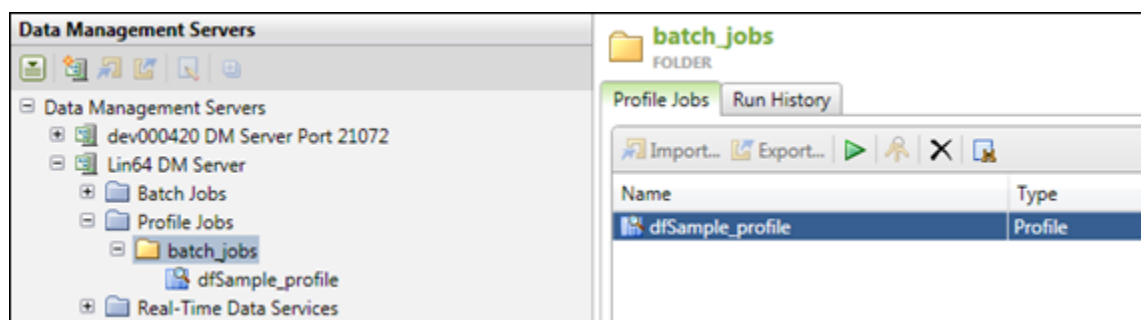 Data Management Servers
Data Management Servers
dev000420 DM Server Port 21072
Lin64 DM Server
Batch Jobs
Profile Jobs
batch_jobs
dfSample_profile
Real-Time Data Services
batch_jobs
FOLDER
Profile Jobs Run History
Import... Export...
Name Type
dfSample_profile Profile